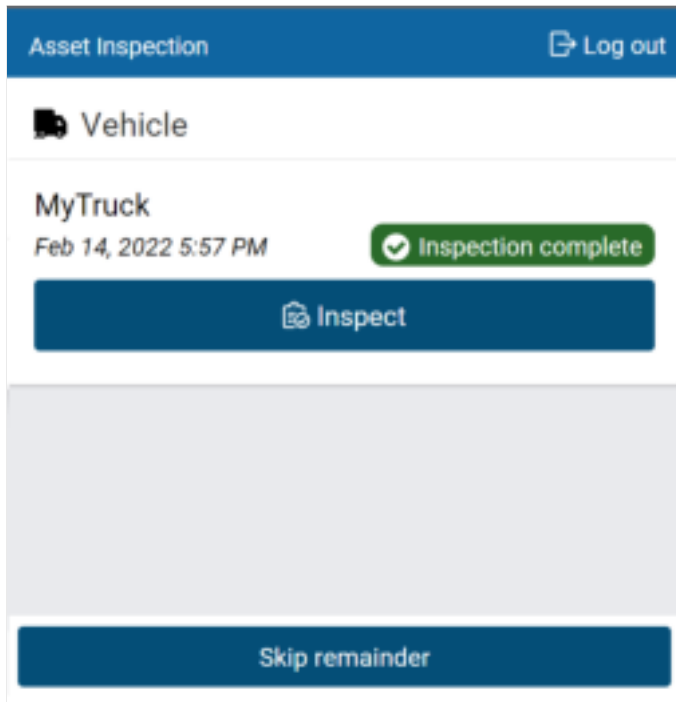 Asset Inspection Log out
Vehicle
MyTruck
Feb 14, 2022 5:57 PM Inspection complete
Inspect
Skip remainder